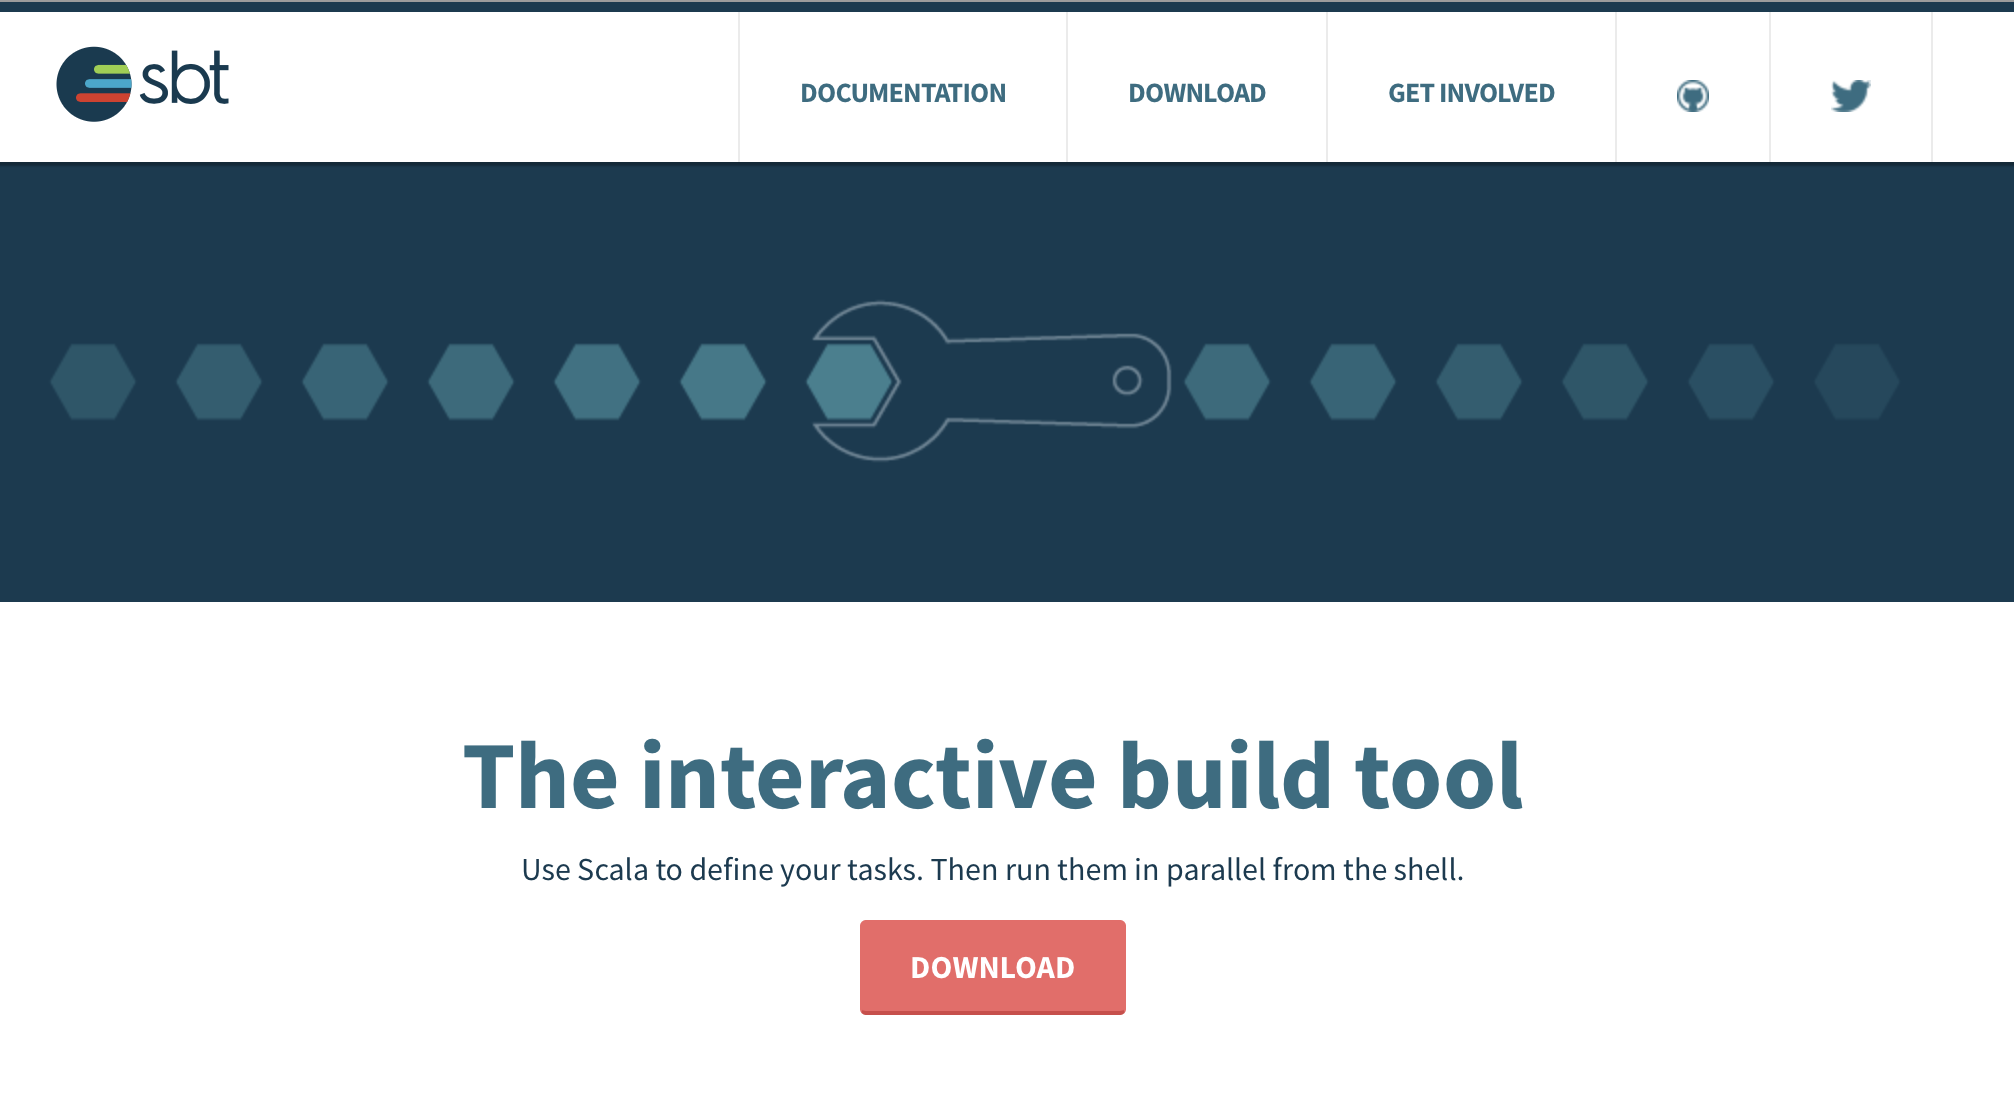 sbt
DOCUMENTATION
DOWNLOAD
GET INVOLVED
The interactive build tool
Use Scala to define your tasks. Then run them in parallel from the shell.
DOWNLOAD